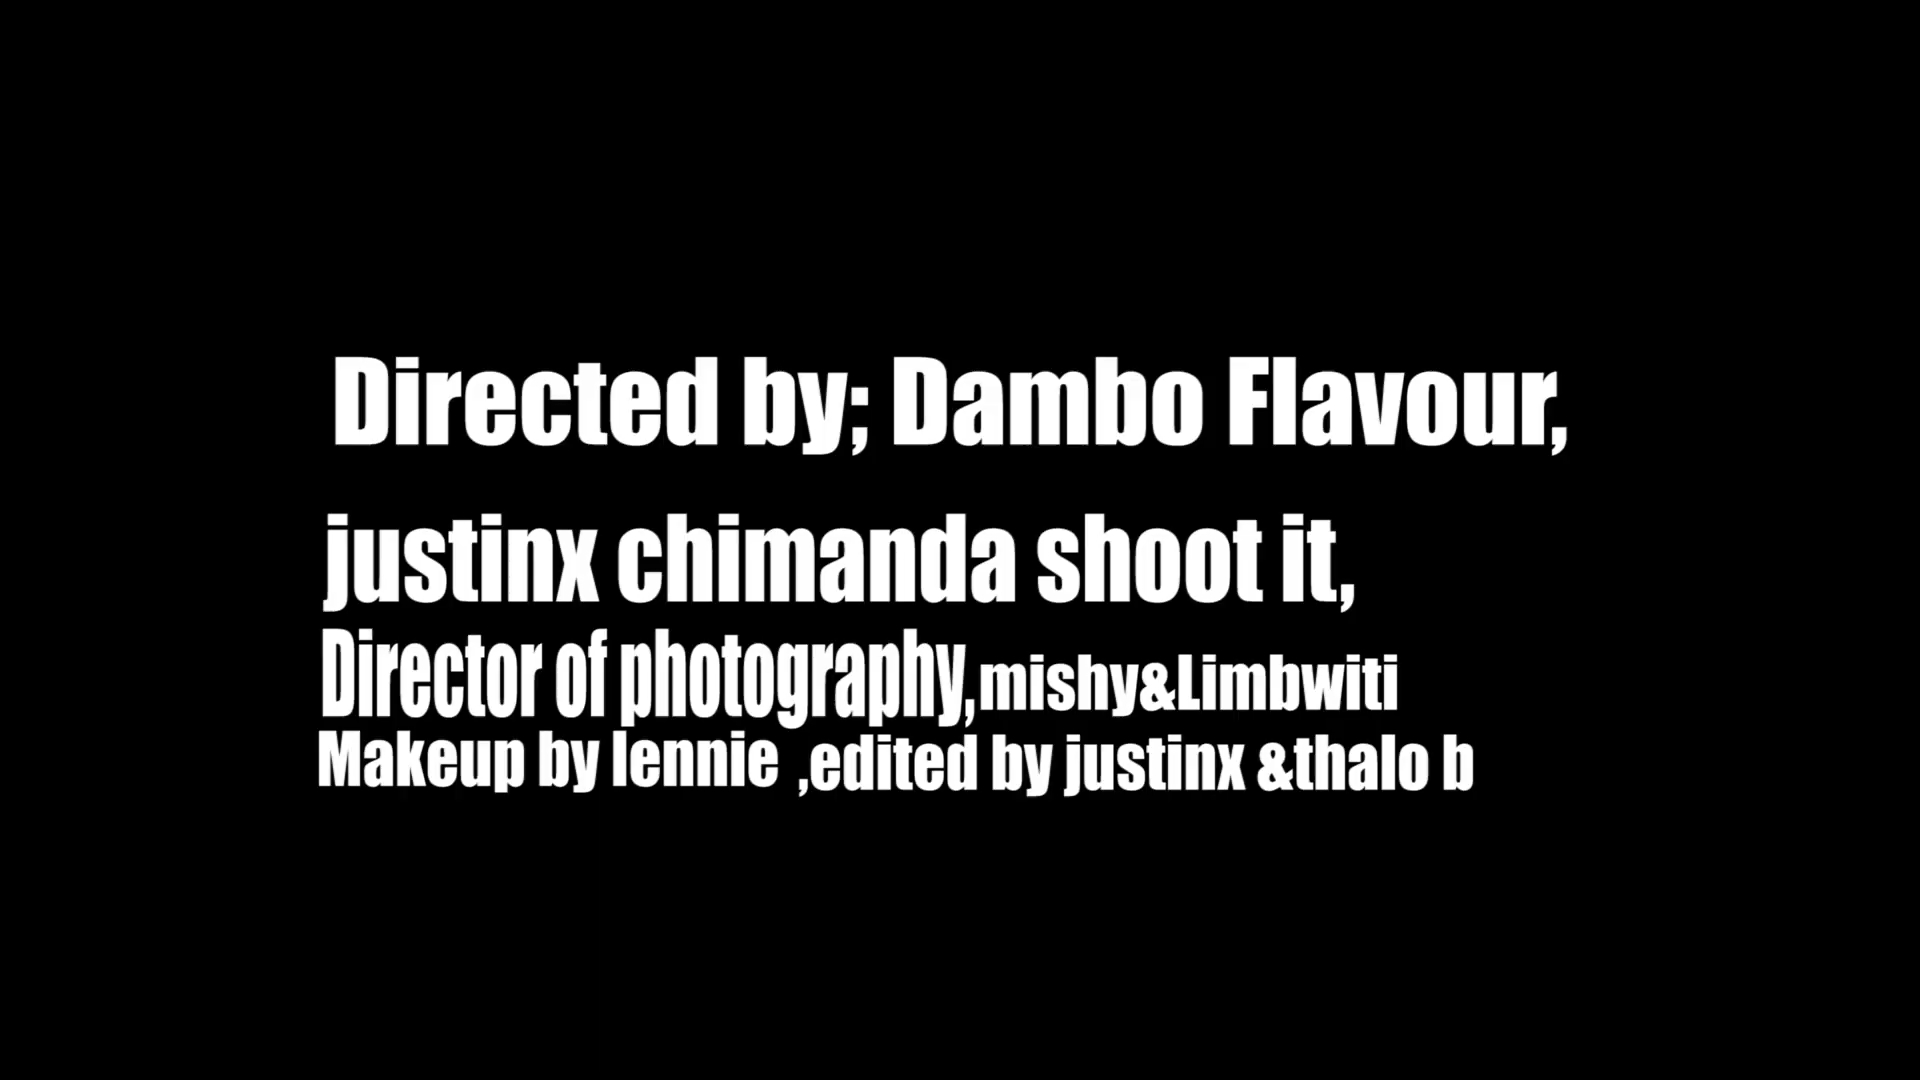 Directed by; Dambo Flavour,
justinx chimanda shoot it,
Director of photography,mishy&Limbwiti
Makeup by lennie ,edited by justinx &thalo b